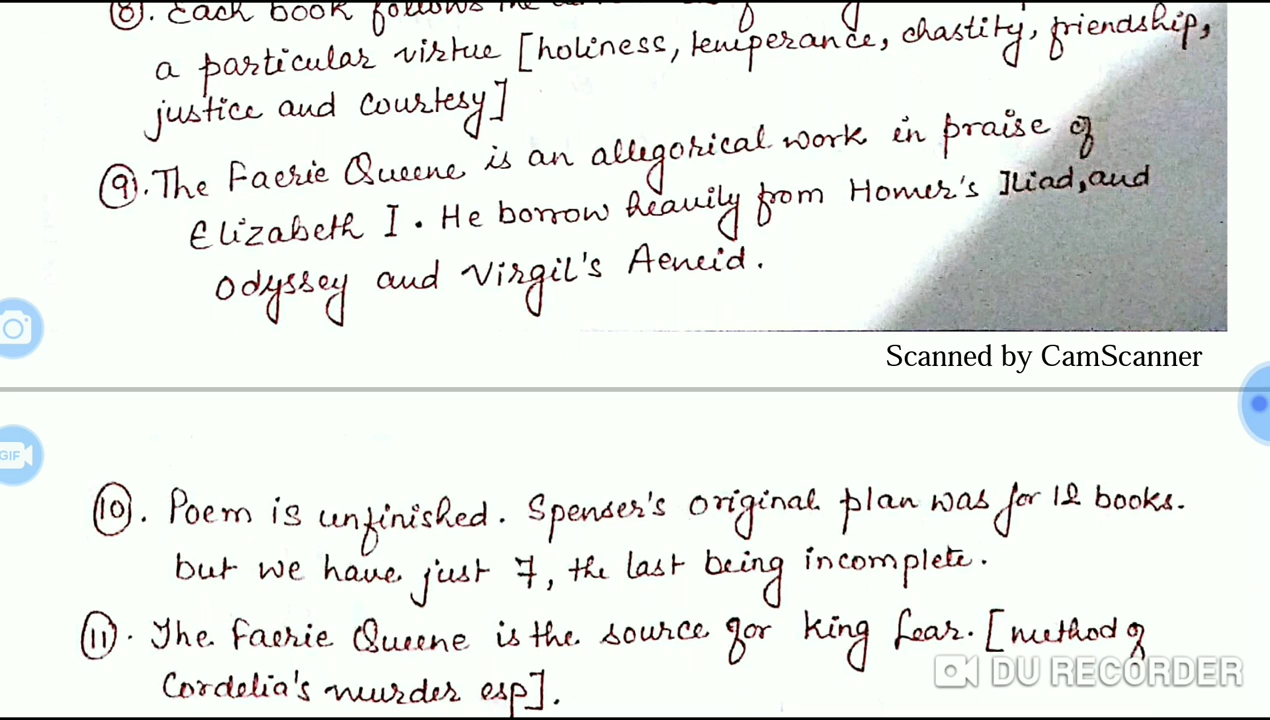 ⑧. Each book follows the
a particular virtue [holiness, temperance, chastity, friendship,
justice and courtesy]
⑨. The Faerie Queene is an allegorical work in praise of
Elizabeth I. He borrow heavily from Homer's Iliad, and
Odyssey and Virgil's Aeneid.
Scanned by CamScanner
GIF
⑩. Poem is unfinished. Spenser's original plan was for 12 books.
but we have just 7, the last being incomplete.
⑪. The Faerie Queene is the source for King Lear. [method of
Cordelia's murder esp].
DU RECORDER